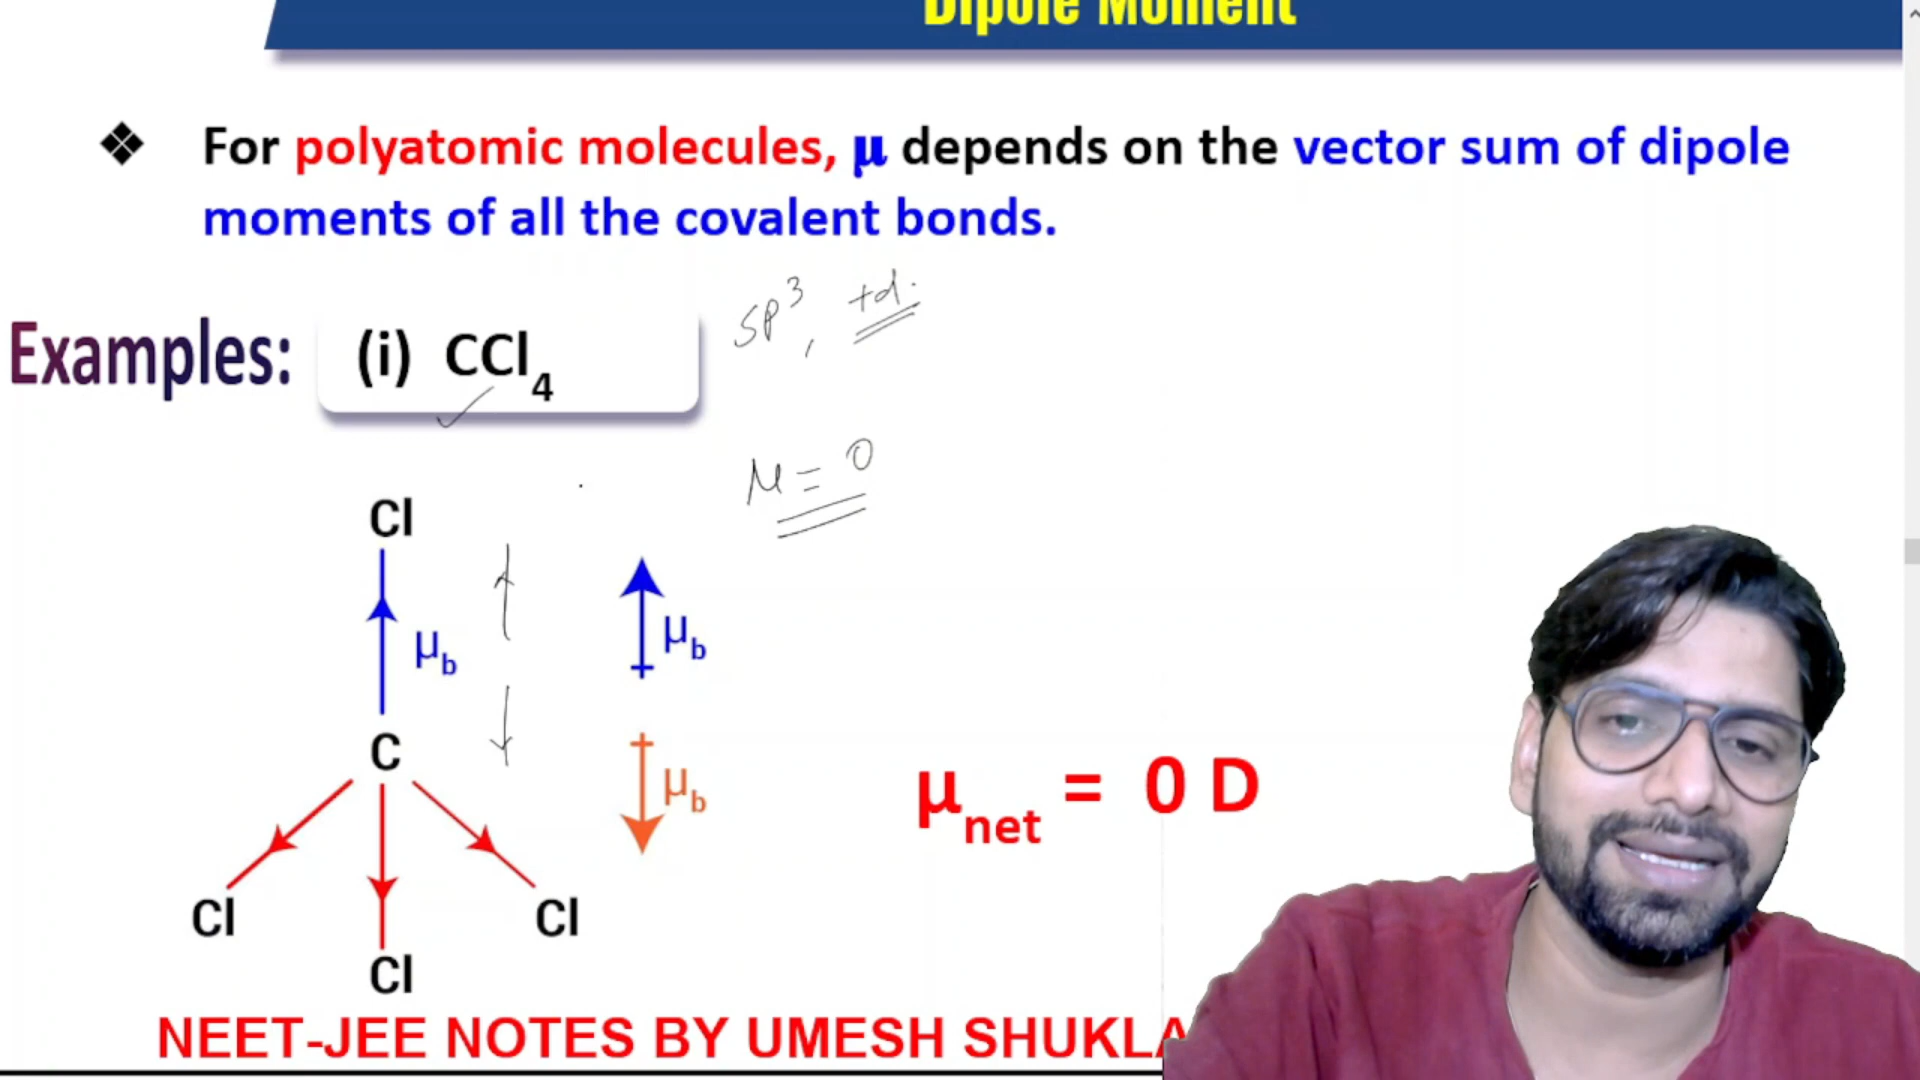 Dipole Moment
❖ For polyatomic molecules, μ depends on the vector sum of dipole
moments of all the covalent bonds.
sp³, td.
Examples: (i) CCl₄
μ = 0
Cl
μb μb
C
μb
μnet = 0 D
Cl Cl
Cl
NEET-JEE NOTES BY UMESH SHUKLA